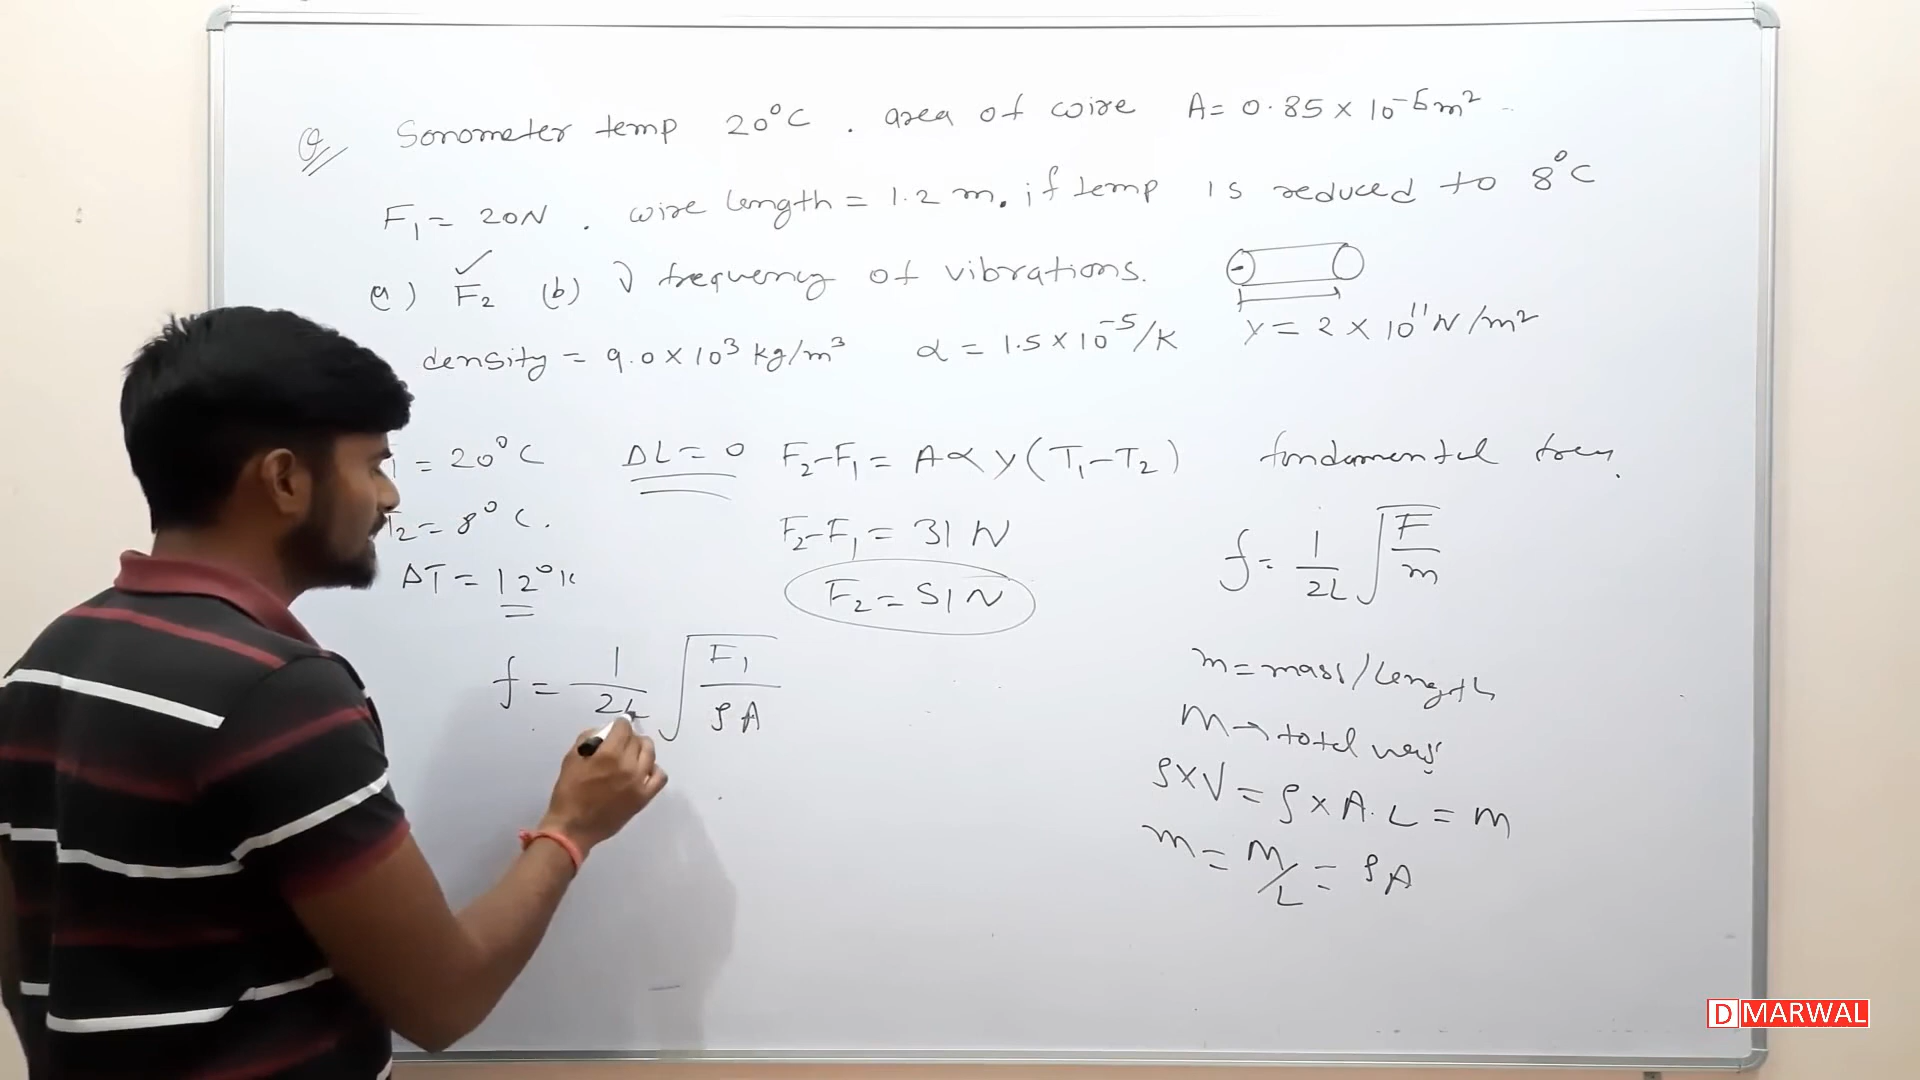 Q Sonometer temp 20°C . area of wire A = 0.85 × 10⁻⁶ m²
F₁ = 20N . wire length = 1.2 m. if temp is reduced to 8°C
(a) F₂ ✓ (b) ν frequency of vibrations.
density = 9.0 × 10³ kg/m³ α = 1.5 × 10⁻⁵/K Y = 2 × 10¹¹ N/m²
= 20°C ΔL = 0 F₂-F₁ = AαY(T₁-T₂) fundamental freq.
T₂ = 8°C. F₂-F₁ = 31 N f = 1/2L √F/m
ΔT = 12°K F₂ = 51 N
f = 1/2L √F₁/ρA
m = mass/length
M → total mass
ρ×V = ρ × A.L = M
m = M/L = ρA
D MARWAL